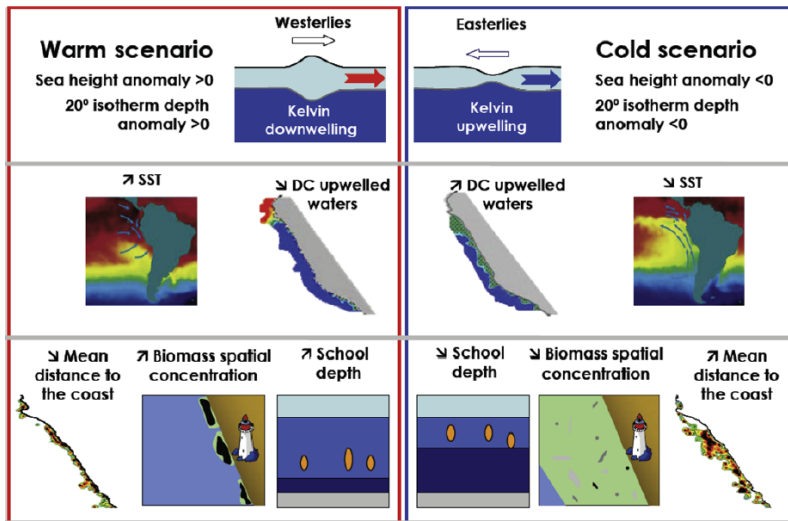 Westerlies
Warm scenario
Sea height anomaly >0
20º isotherm depth
anomaly >0
Kelvin
downwelling
Easterlies
Cold scenario
Sea height anomaly <0
20º isotherm depth
anomaly <0
Kelvin
upwelling
↗ SST
↘ DC upwelled
waters
↗ DC upwelled
waters
↘ SST
↘ Mean
distance to
the coast
↗ Biomass spatial
concentration
↗ School
depth
↘ School
depth
↘ Biomass spatial
concentration
↗ Mean
distance to
the coast